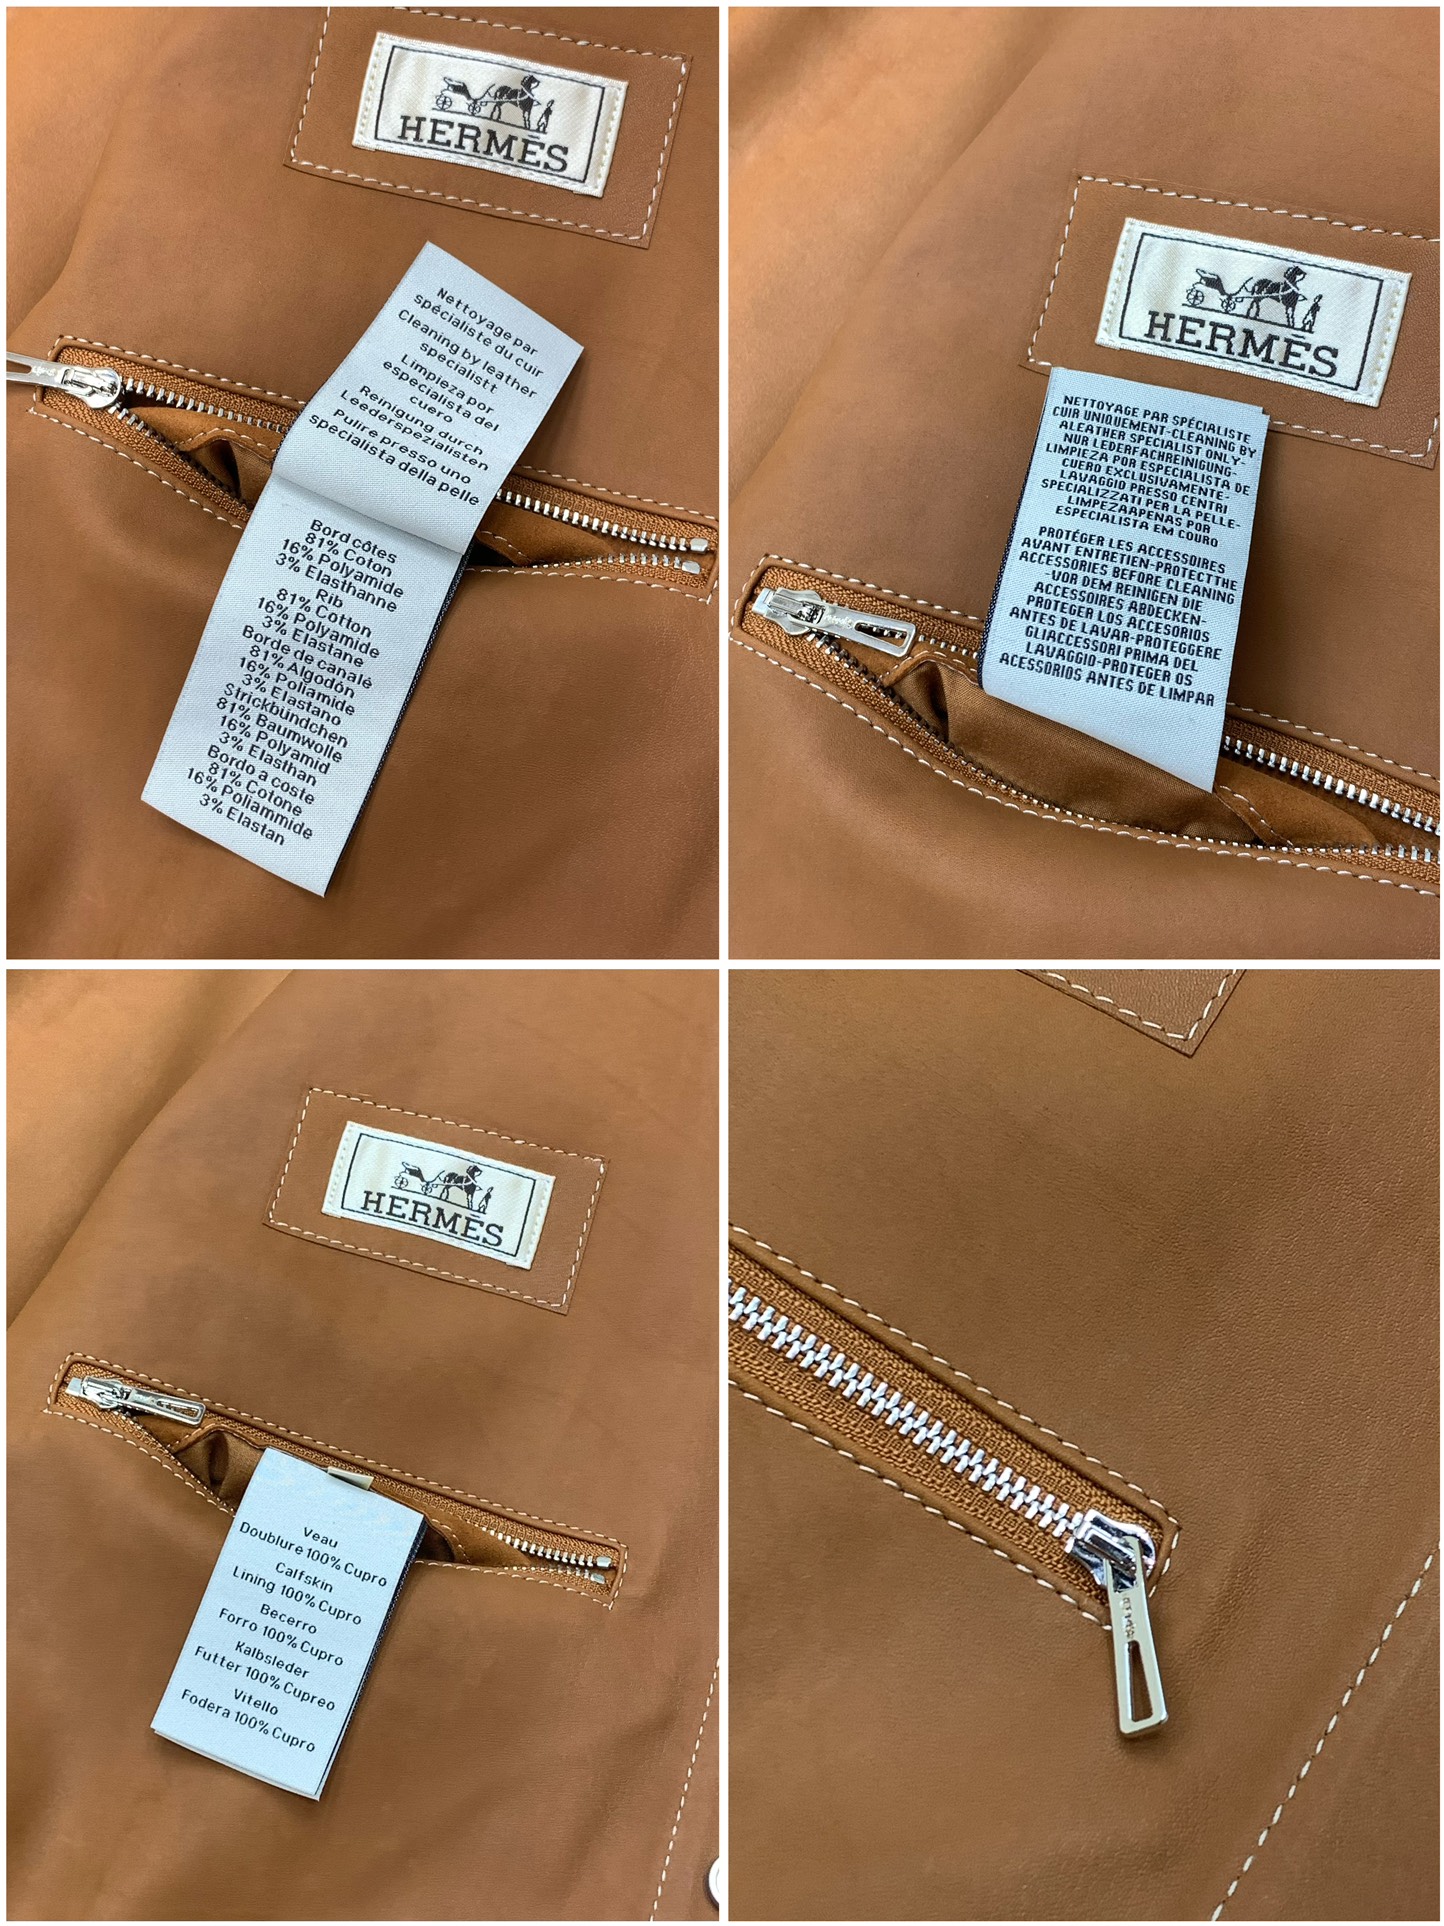 HERMÈS
Nettoyage par
spécialiste du cuir
Cleaning by leather
specialistt
Limpieza por
especialista del
cuero
Reinigung durch
Leederspezialisten
Pulire presso uno
specialista della pelle
Bord côtes
81% Coton
16% Polyamide
3% Elasthanne
Rib
81% Cotton
16% Polyamide
3% Elastane
Borde de canalé
81% Algodón
16% Poliamide
3% Elastano
Strickbündchen
81% Baumwolle
16% Polyamid
3% Elasthan
Bordo a coste
81% Cotone
16% Poliammide
3% Elastan
HERMÈS
NETTOYAGE PAR SPÉCIALISTE
CUIR UNIQUEMENT-CLEANING BY
ALEATHER SPECIALIST ONLY-
NUR LEDERFACHREINIGUNG-
LIMPIEZA POR ESPECIALISTA DE
CUERO EXCLUSIVAMENTE-
LAVAGGIO PRESSO CENTRI
SPECIALIZZATI PER LA PELLE-
LIMPEZAAPENAS POR
ESPECIALISTA EM COURO
PROTÉGER LES ACCESSOIRES
AVANT ENTRETIEN-PROTECTTHE
ACCESSORIES BEFORE CLEANING
-VOR DEM REINIGEN DIE
ACCESSOIRES ABDECKEN-
PROTEGER LOS ACCESORIOS
ANTES DE LAVAR-PROTEGGERE
GLIACCESSORI PRIMA DEL
LAVAGGIO-PROTEGER OS
ACESSORIOS ANTES DE LIMPAR
HERMÈS
Veau
Doublure 100% Cupro
Calfskin
Lining 100% Cupro
Becerro
Forro 100% Cupro
Kalbsleder
Futter 100% Cupreo
Vitello
Fodera 100% Cupro